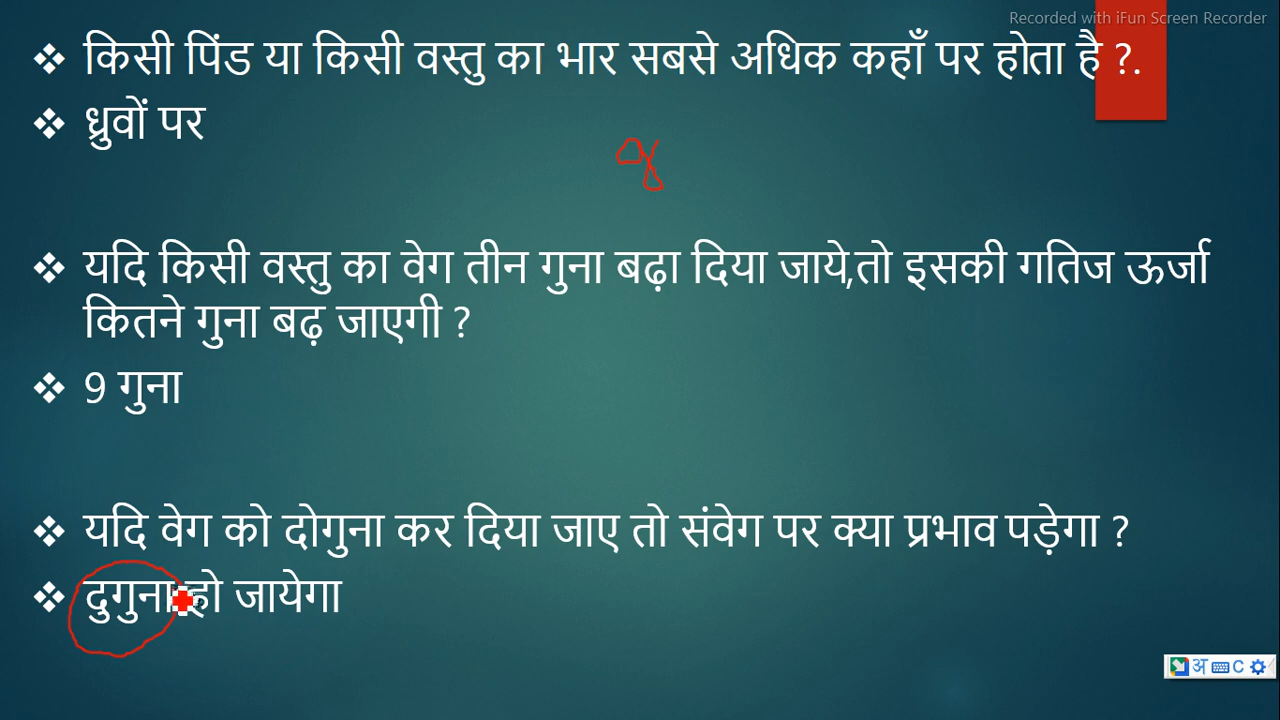 Recorded with iFun Screen Recorder
❖ किसी पिंड या किसी वस्तु का भार सबसे अधिक कहाँ पर होता है ?.
❖ ध्रुवों पर
❖ यदि किसी वस्तु का वेग तीन गुना बढ़ा दिया जाये,तो इसकी गतिज ऊर्जा
कितने गुना बढ़ जाएगी ?
❖ 9 गुना
❖ यदि वेग को दोगुना कर दिया जाए तो संवेग पर क्या प्रभाव पड़ेगा ?
❖ दुगुना हो जायेगा
अ C